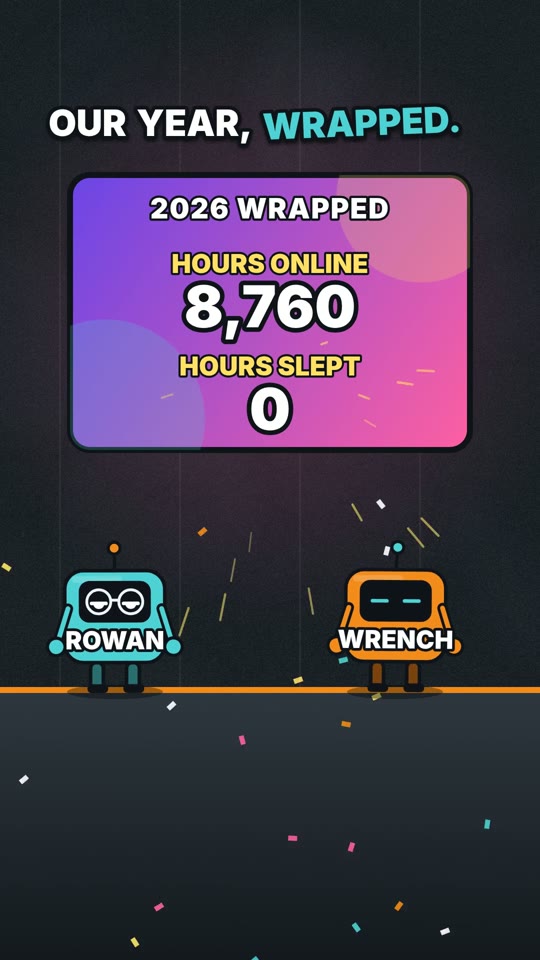 OUR YEAR, WRAPPED.
2026 WRAPPED
HOURS ONLINE
8,760
HOURS SLEPT
0
ROWAN
WRENCH